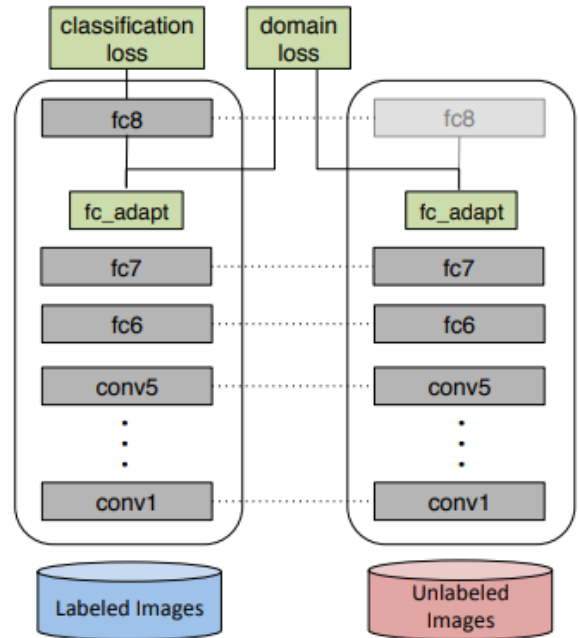 classification
loss
domain
loss
fc8
fc8
fc_adapt
fc_adapt
fc7
fc7
fc6
fc6
conv5
conv5
conv1
conv1
Labeled Images
Unlabeled
Images